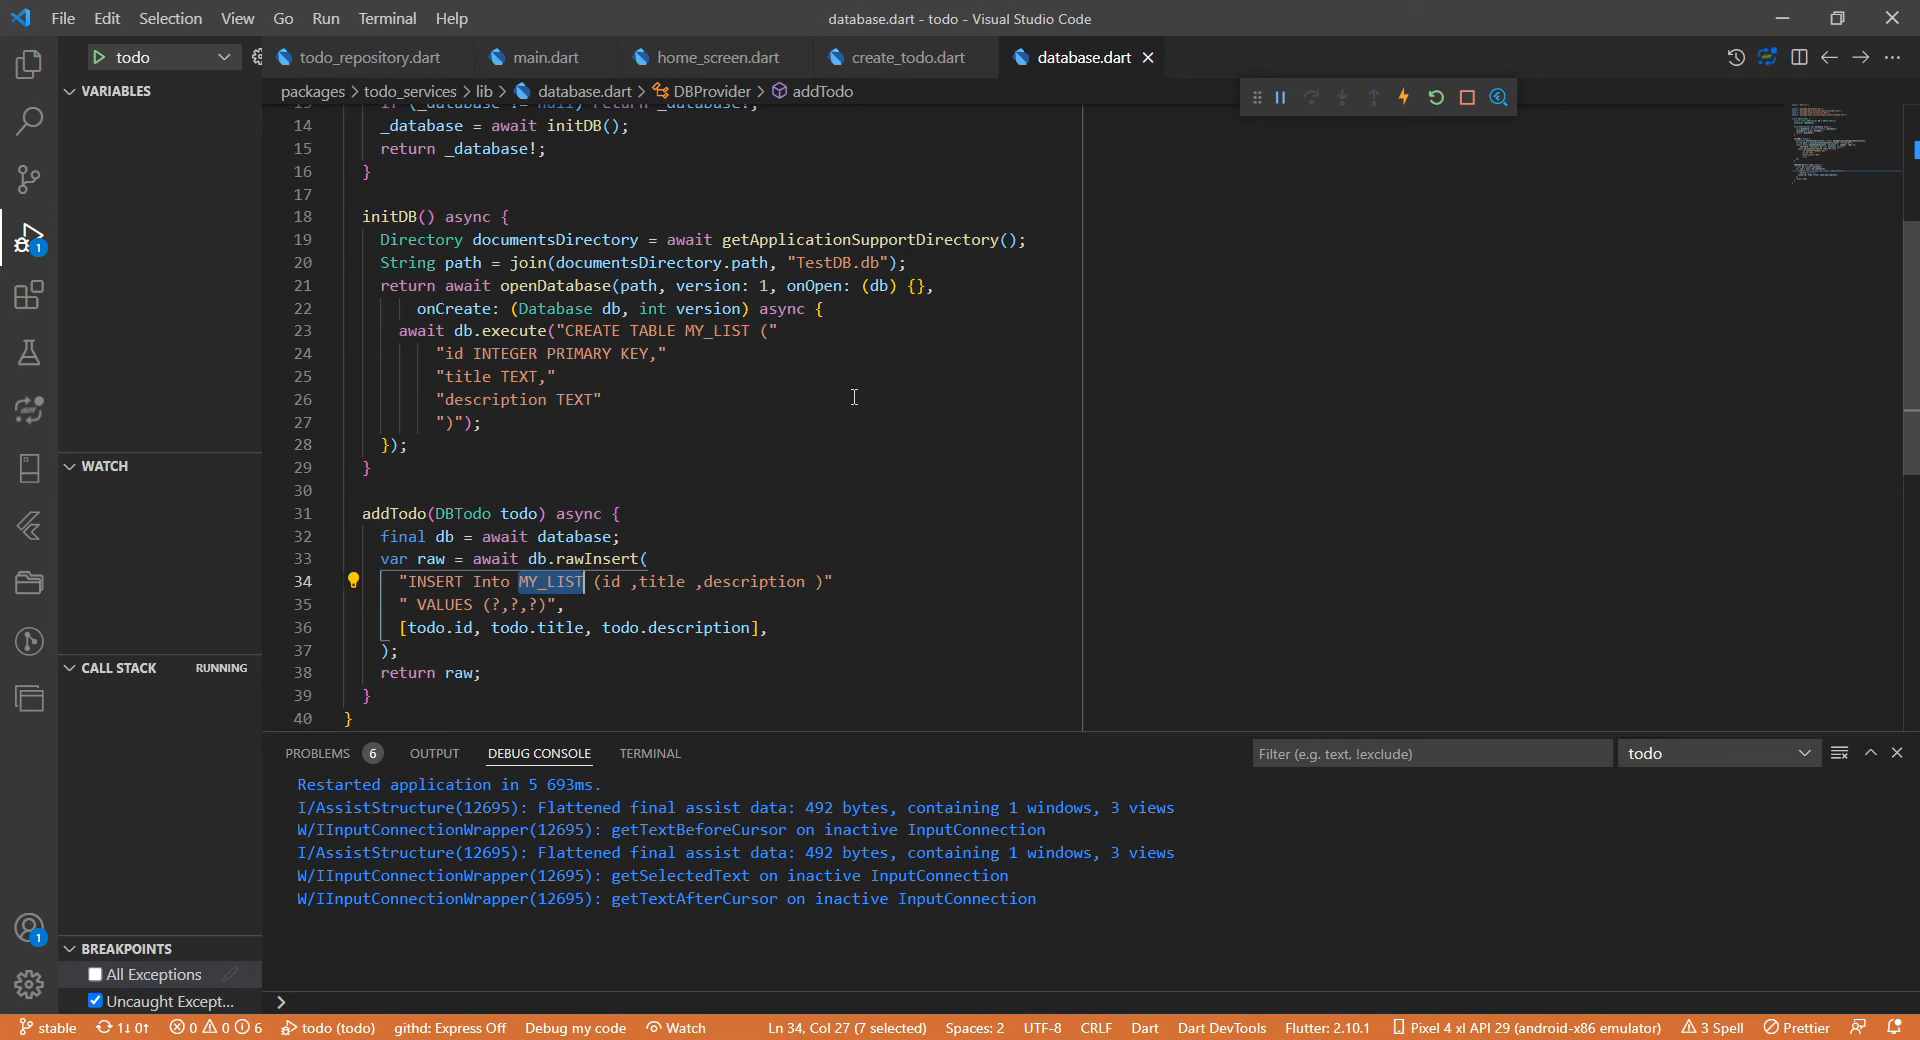 File Edit Selection View Go Run Terminal Help
database.dart - todo - Visual Studio Code
todo
todo_repository.dart main.dart home_screen.dart create_todo.dart database.dart
packages > todo_services > lib > database.dart > DBProvider > addTodo
VARIABLES
13 if (_database != null) return _database!;
14 _database = await initDB();
15 return _database!;
16 }
17
18 initDB() async {
19 Directory documentsDirectory = await getApplicationSupportDirectory();
20 String path = join(documentsDirectory.path, "TestDB.db");
21 return await openDatabase(path, version: 1, onOpen: (db) {},
22 onCreate: (Database db, int version) async {
23 await db.execute("CREATE TABLE MY_LIST ("
24 "id INTEGER PRIMARY KEY,"
25 "title TEXT,"
26 "description TEXT"
27 ")");
28 });
29 }
30
31 addTodo(DBTodo todo) async {
32 final db = await database;
33 var raw = await db.rawInsert(
34 "INSERT Into MY_LIST (id ,title ,description )"
35 " VALUES (?,?,?)",
36 [todo.id, todo.title, todo.description],
37 );
38 return raw;
39 }
40 }
1
WATCH
CALL STACK RUNNING
1
BREAKPOINTS
All Exceptions
Uncaught Except...
PROBLEMS 6 OUTPUT DEBUG CONSOLE TERMINAL
Filter (e.g. text, !exclude)
todo
Restarted application in 5 693ms.
I/AssistStructure(12695): Flattened final assist data: 492 bytes, containing 1 windows, 3 views
W/IInputConnectionWrapper(12695): getTextBeforeCursor on inactive InputConnection
I/AssistStructure(12695): Flattened final assist data: 492 bytes, containing 1 windows, 3 views
W/IInputConnectionWrapper(12695): getSelectedText on inactive InputConnection
W/IInputConnectionWrapper(12695): getTextAfterCursor on inactive InputConnection
>
stable 1↓ 0↑ 0 0 6 todo (todo) githd: Express Off Debug my code Watch Ln 34, Col 27 (7 selected) Spaces: 2 UTF-8 CRLF Dart Dart DevTools Flutter: 2.10.1 Pixel 4 xl API 29 (android-x86 emulator) 3 Spell Prettier